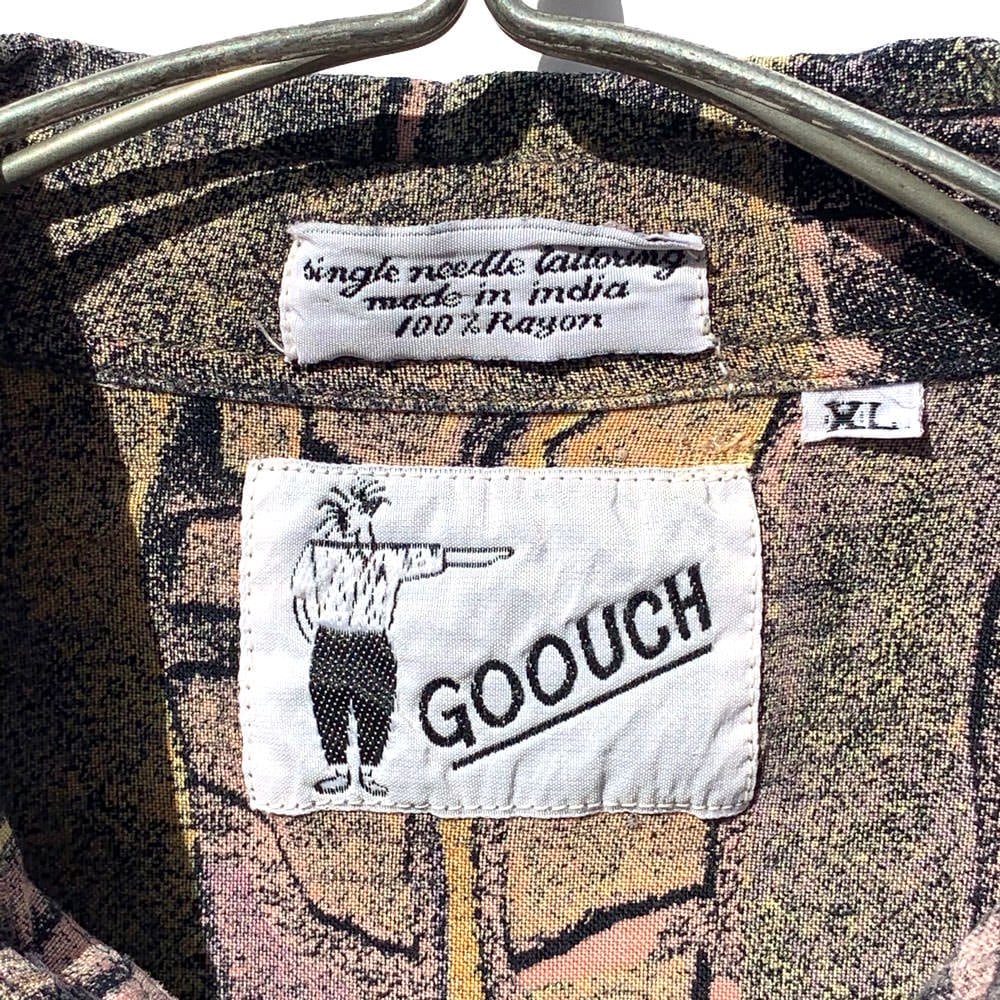 single needle tailoring
made in india
100% Rayon
XL
GOOUCH